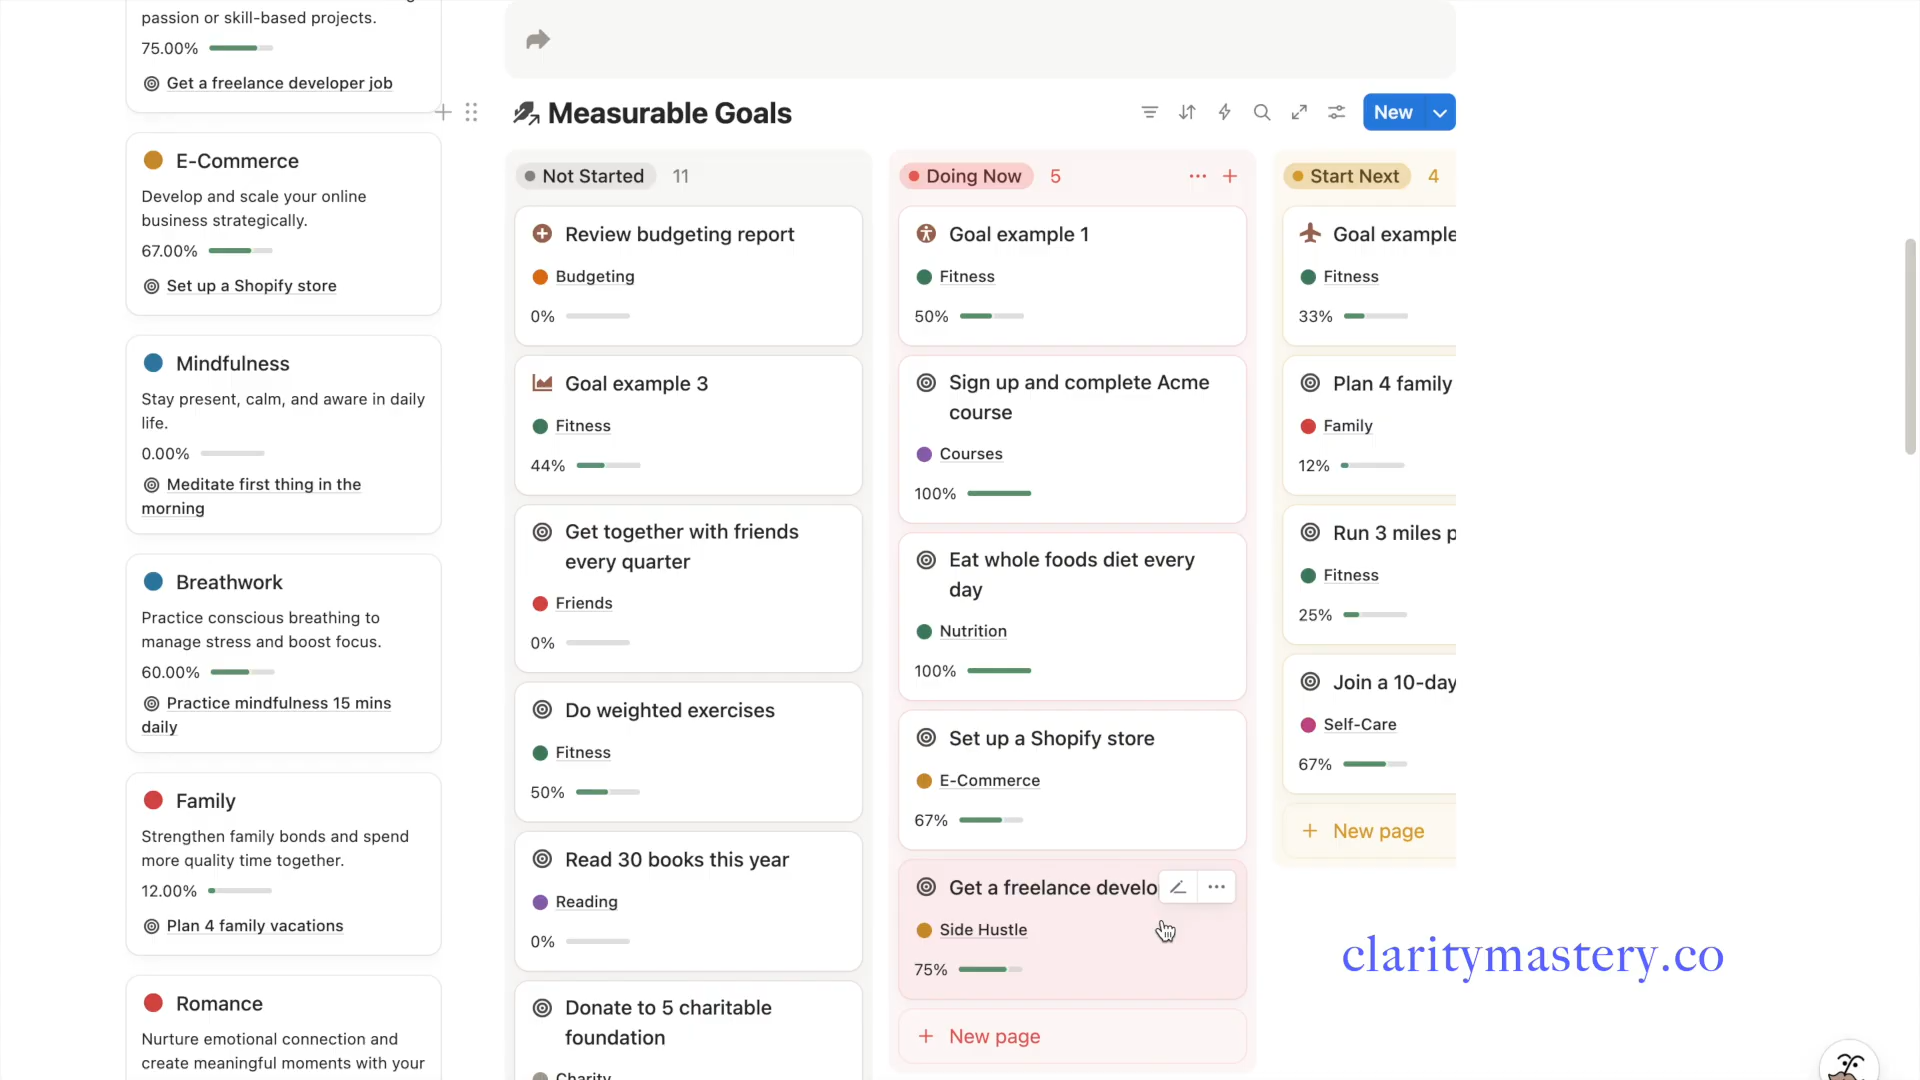 passion or skill-based projects.
75.00%
Get a freelance developer job
E-Commerce
Develop and scale your online
business strategically.
67.00%
Set up a Shopify store
Mindfulness
Stay present, calm, and aware in daily
life.
0.00%
Meditate first thing in the
morning
Breathwork
Practice conscious breathing to
manage stress and boost focus.
60.00%
Practice mindfulness 15 mins
daily
Family
Strengthen family bonds and spend
more quality time together.
12.00%
Plan 4 family vacations
Romance
Nurture emotional connection and
create meaningful moments with your
Measurable Goals
New
Not Started 11
Review budgeting report
Budgeting
0%
Goal example 3
Fitness
44%
Get together with friends
every quarter
Friends
0%
Do weighted exercises
Fitness
50%
Read 30 books this year
Reading
0%
Donate to 5 charitable
foundation
Charity
Doing Now 5
Goal example 1
Fitness
50%
Sign up and complete Acme
course
Courses
100%
Eat whole foods diet every
day
Nutrition
100%
Set up a Shopify store
E-Commerce
67%
Get a freelance develo
Side Hustle
75%
New page
Start Next 4
Goal example
Fitness
33%
Plan 4 family
Family
12%
Run 3 miles p
Fitness
25%
Join a 10-day
Self-Care
67%
New page
claritymastery.co